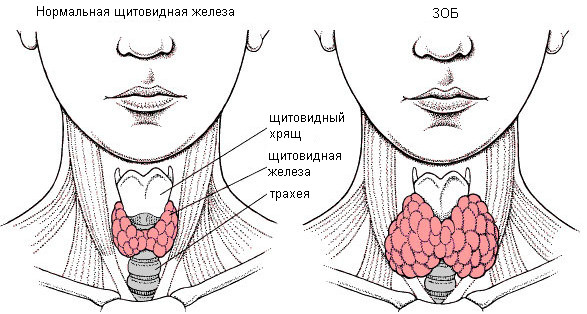 Нормальная щитовидная железа
ЗОБ
щитовидный
хрящ
щитовидная
железа
трахея